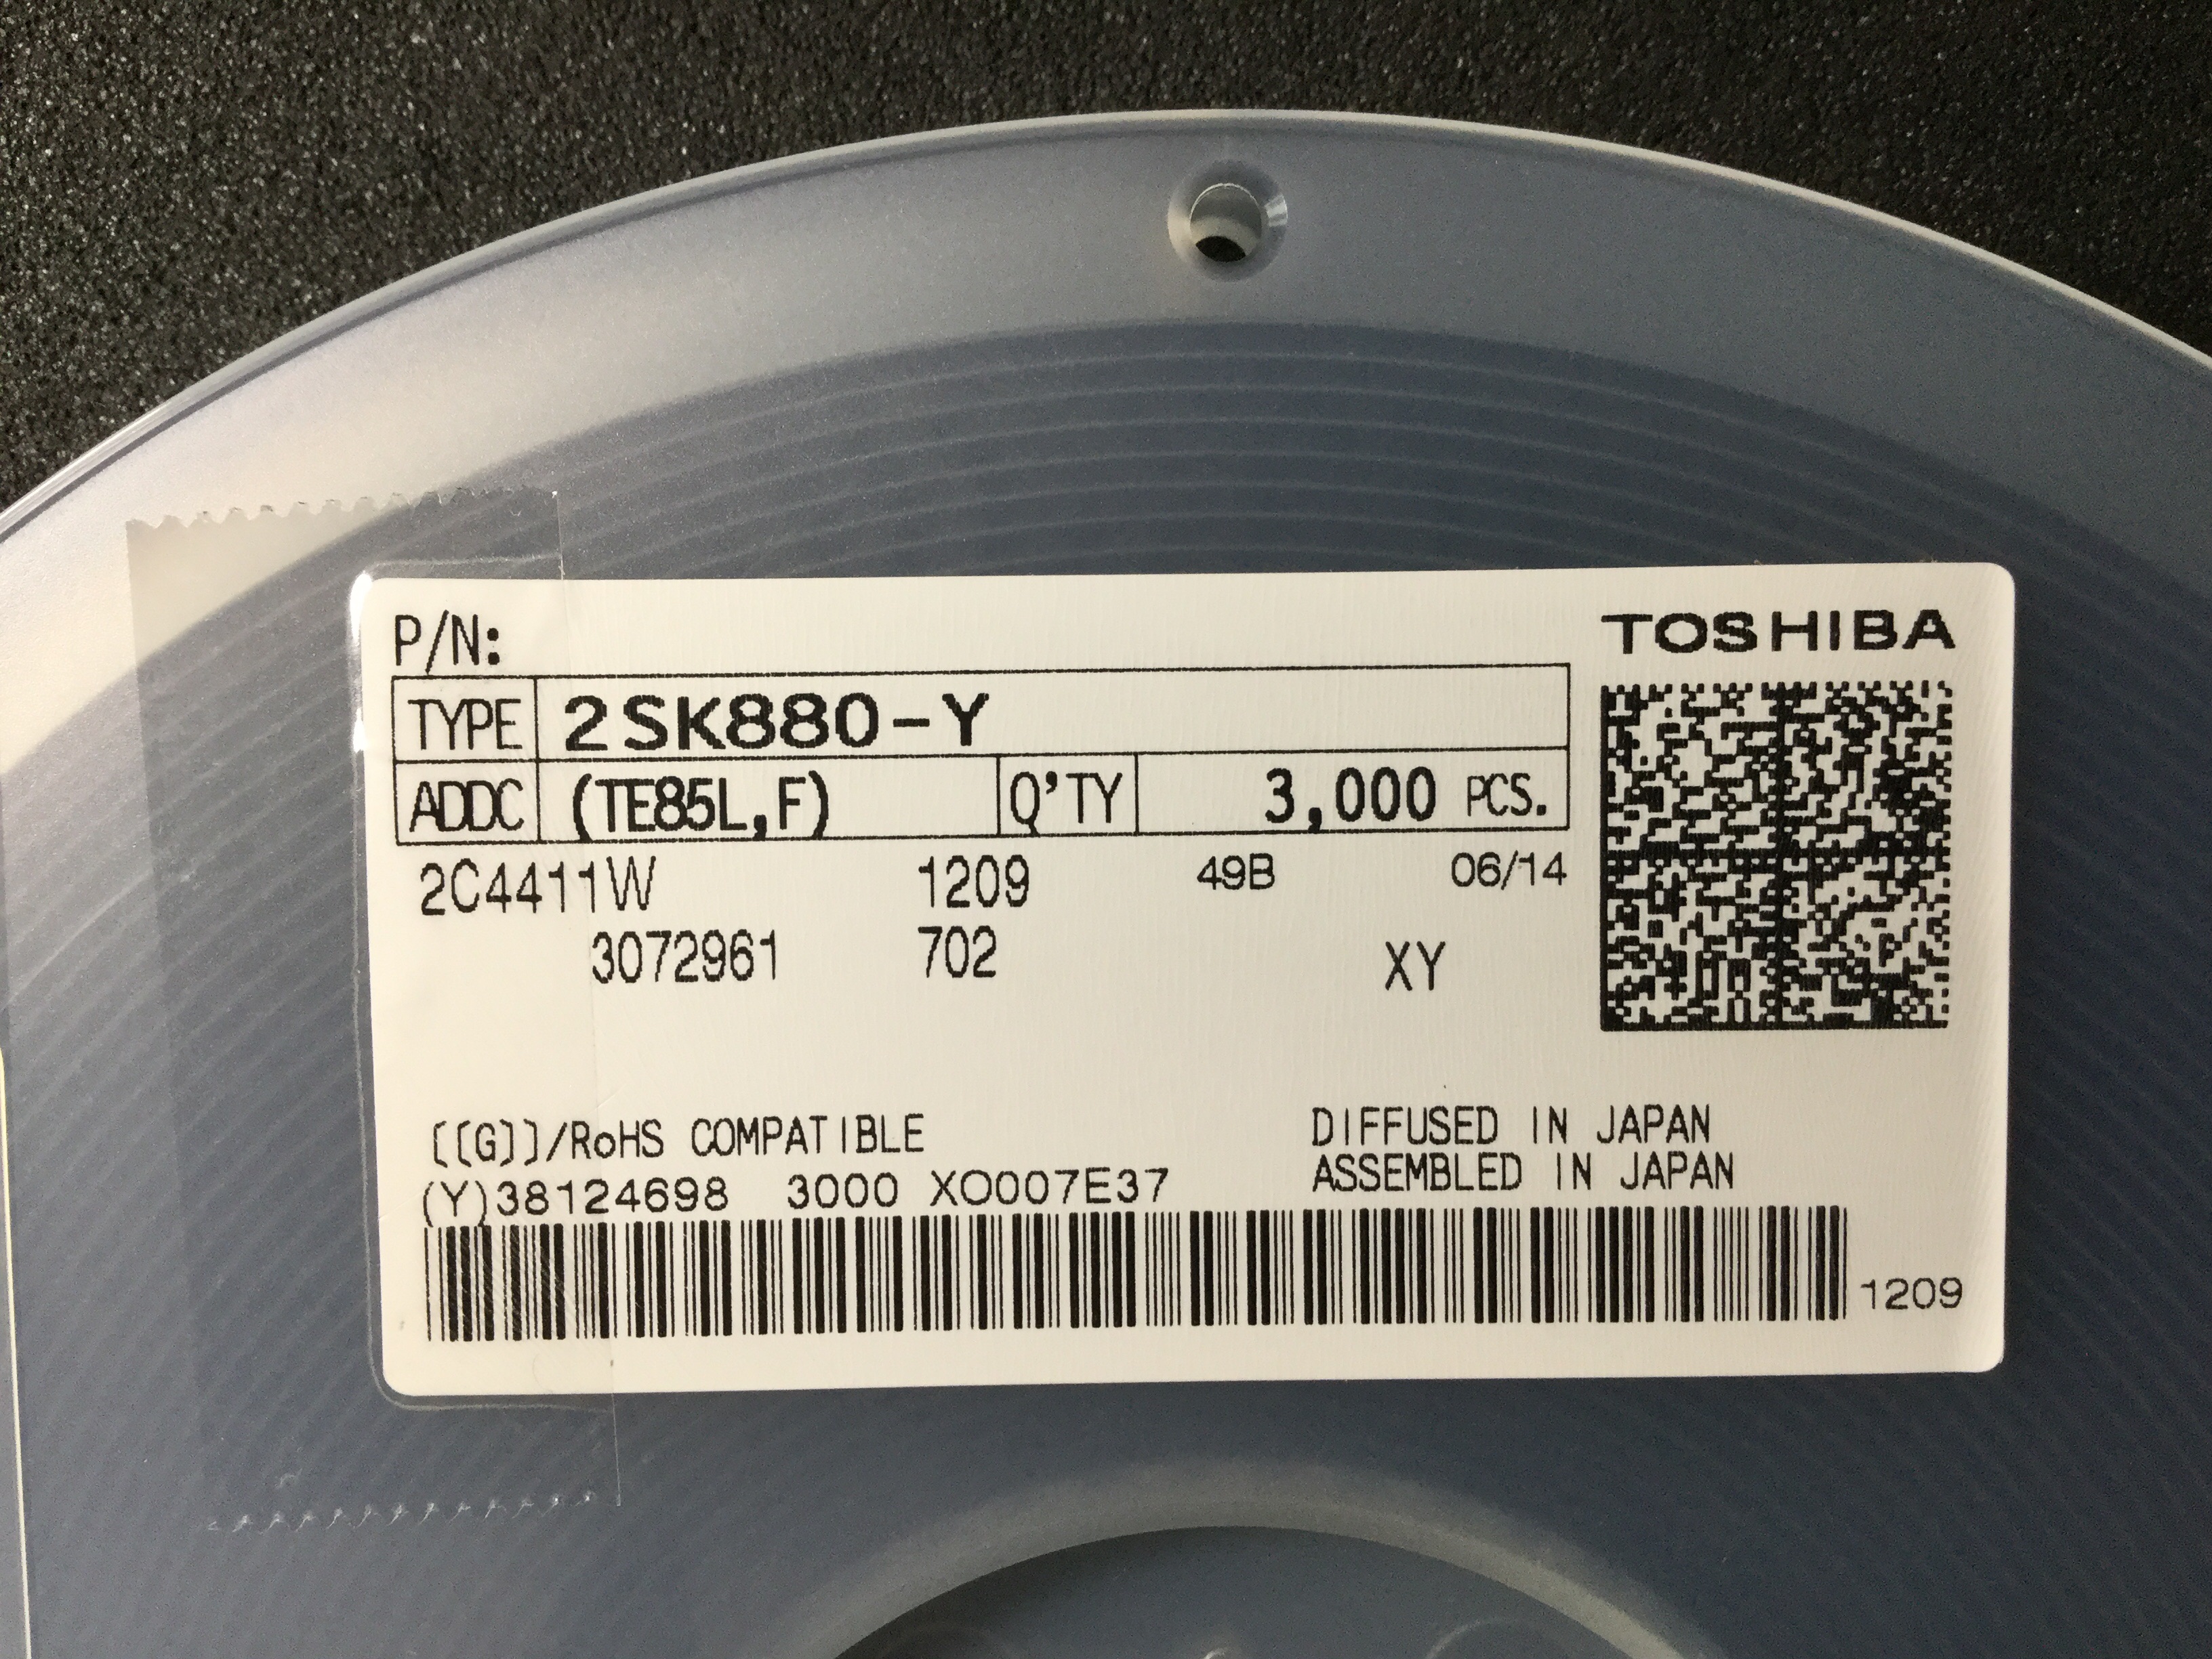 P/N:
TOSHIBA
TYPE 2SK880-Y
ADDC (TE85L,F) Q'TY 3,000 PCS.
2C4411W 1209 49B 06/14
3072961 702 XY
[[G]]/RoHS COMPATIBLE
DIFFUSED IN JAPAN
ASSEMBLED IN JAPAN
(Y)38124698 3000 XO007E37
1209